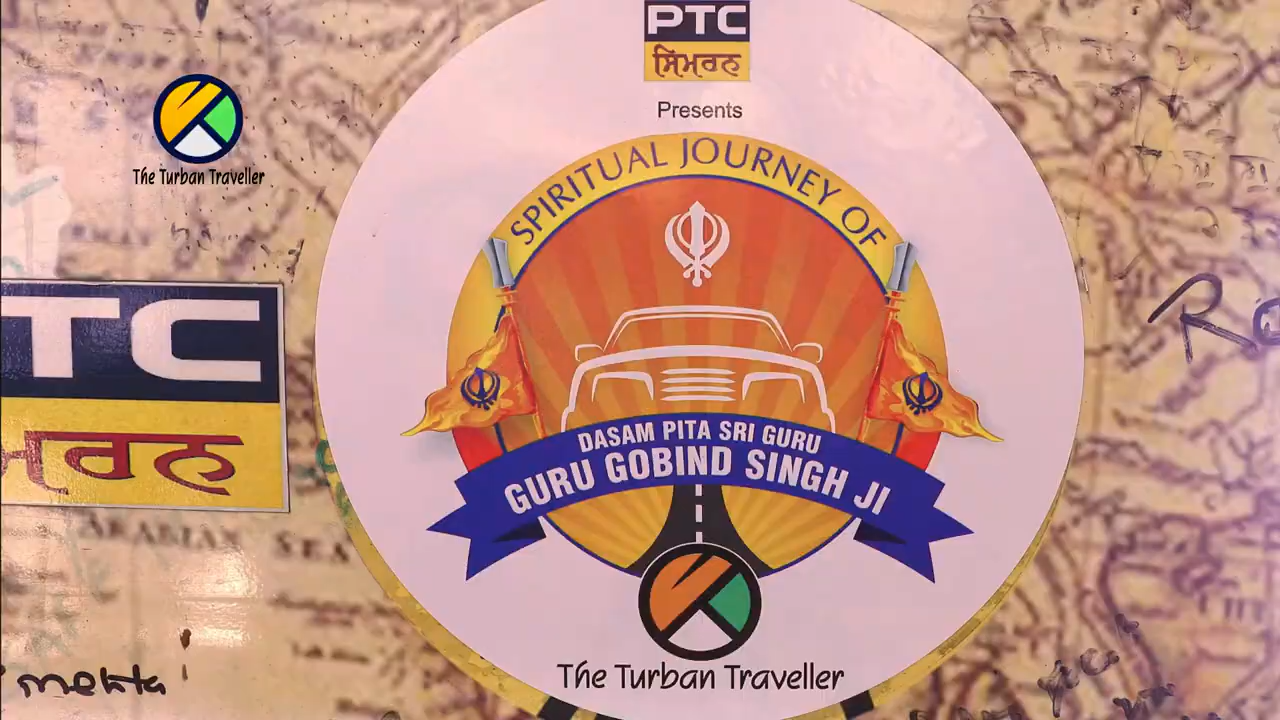 PTC
ਸਿਮਰਨ
Presents
SPIRITUAL JOURNEY OF
DASAM PITA SRI GURU
GURU GOBIND SINGH JI
The Turban Traveller
The Turban Traveller
TC
ਮਰਨ
ARABIAN SEA
mehta